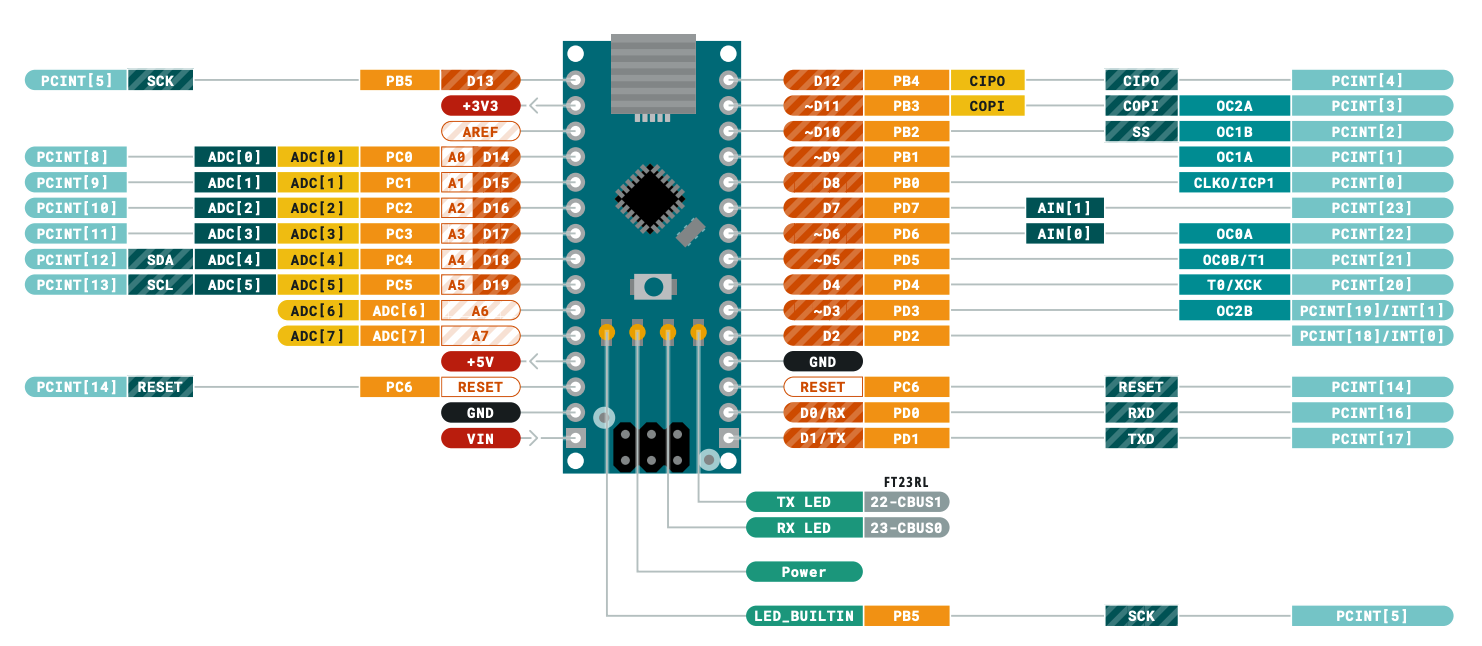 PCINT[5] SCK PB5 D13 D12 PB4 CIPO CIPO PCINT[4]
+3V3 ~D11 PB3 COPI COPI OC2A PCINT[3]
AREF ~D10 PB2 SS OC1B PCINT[2]
PCINT[8] ADC[0] ADC[0] PC0 A0 D14 ~D9 PB1 OC1A PCINT[1]
PCINT[9] ADC[1] ADC[1] PC1 A1 D15 D8 PB0 CLKO/ICP1 PCINT[0]
PCINT[10] ADC[2] ADC[2] PC2 A2 D16 D7 PD7 AIN[1] PCINT[23]
PCINT[11] ADC[3] ADC[3] PC3 A3 D17 ~D6 PD6 AIN[0] OC0A PCINT[22]
PCINT[12] SDA ADC[4] ADC[4] PC4 A4 D18 ~D5 PD5 OC0B/T1 PCINT[21]
PCINT[13] SCL ADC[5] ADC[5] PC5 A5 D19 D4 PD4 T0/XCK PCINT[20]
ADC[6] ADC[6] A6 ~D3 PD3 OC2B PCINT[19]/INT[1]
ADC[7] ADC[7] A7 D2 PD2 PCINT[18]/INT[0]
+5V GND
PCINT[14] RESET PC6 RESET RESET PC6 RESET PCINT[14]
GND D0/RX PD0 RXD PCINT[16]
VIN D1/TX PD1 TXD PCINT[17]
FT23RL
TX LED 22-CBUS1
RX LED 23-CBUS0
Power
LED_BUILTIN PB5 SCK PCINT[5]